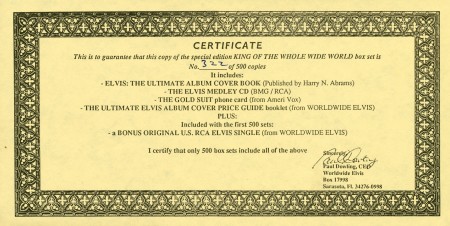 CERTIFICATE
This is to guarantee that this copy of the special edition KING OF THE WHOLE WIDE WORLD box set is
No. 322 of 500 copies
It includes:
- ELVIS: THE ULTIMATE ALBUM COVER BOOK (Published by Harry N. Abrams)
- THE ELVIS MEDLEY CD (BMG / RCA)
- THE GOLD SUIT phone card (from Ameri Vox)
- THE ULTIMATE ELVIS ALBUM COVER PRICE GUIDE booklet (from WORLDWIDE ELVIS)
PLUS:
Included with the first 500 sets:
- a BONUS ORIGINAL U.S. RCA ELVIS SINGLE (from WORLDWIDE ELVIS)
I certify that only 500 box sets include all of the above
Sincerely,
Paul Dowling
Paul Dowling, CEO
Worldwide Elvis
Box 17998
Sarasota, Fl. 34276-0998